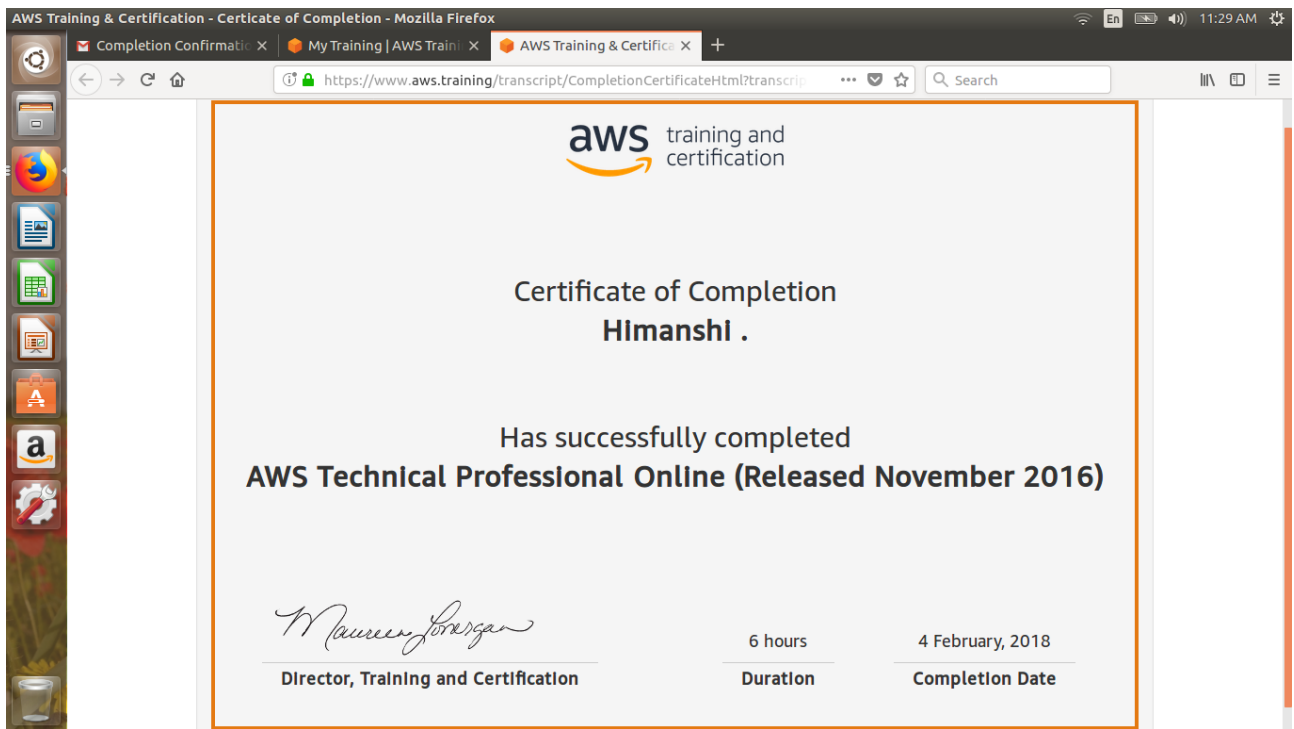 AWS Training & Certification - Certicate of Completion - Mozilla Firefox
En
11:29 AM
Completion Confirmatio
My Training | AWS Traini
AWS Training & Certifica
https://www.aws.training/transcript/CompletionCertificateHtml?transcrip
Search
aws training and
certification
Certificate of Completion
Himanshi .
Has successfully completed
AWS Technical Professional Online (Released November 2016)
Maureen Lonergan
6 hours
4 February, 2018
Director, Training and Certification
Duration
Completion Date